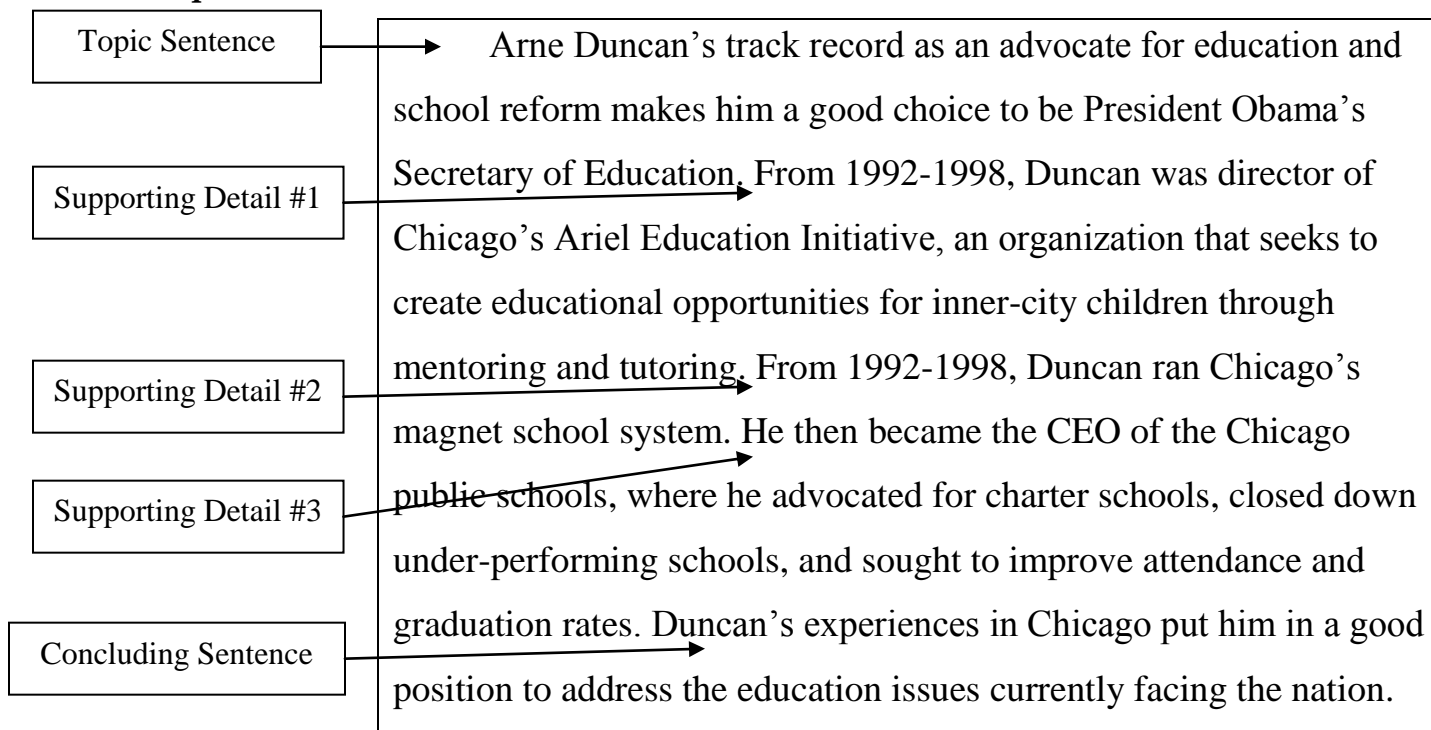 Topic Sentence
Arne Duncan’s track record as an advocate for education and
school reform makes him a good choice to be President Obama’s
Supporting Detail #1
Secretary of Education. From 1992-1998, Duncan was director of
Chicago’s Ariel Education Initiative, an organization that seeks to
create educational opportunities for inner-city children through
Supporting Detail #2
mentoring and tutoring. From 1992-1998, Duncan ran Chicago’s
magnet school system. He then became the CEO of the Chicago
Supporting Detail #3
public schools, where he advocated for charter schools, closed down
under-performing schools, and sought to improve attendance and
Concluding Sentence
graduation rates. Duncan’s experiences in Chicago put him in a good
position to address the education issues currently facing the nation.